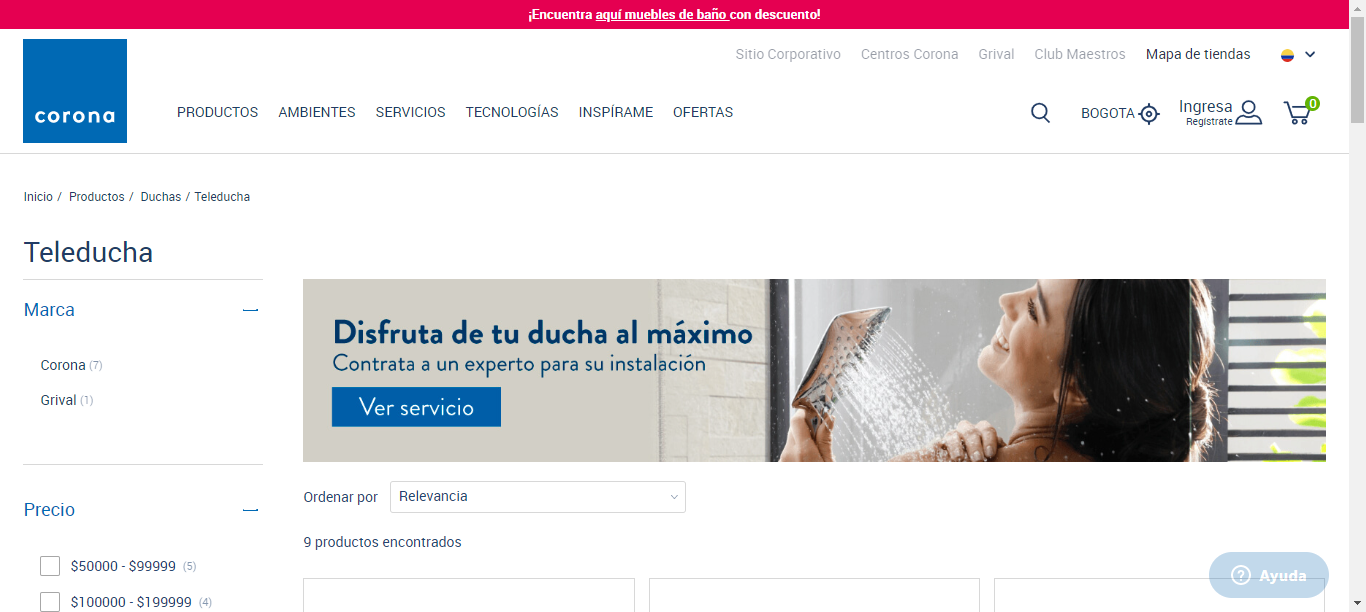 ¡Encuentra aquí muebles de baño con descuento!
Sitio Corporativo Centros Corona Grival Club Maestros Mapa de tiendas
corona
PRODUCTOS AMBIENTES SERVICIOS TECNOLOGÍAS INSPÍRAME OFERTAS
BOGOTA
Ingresa
Regístrate
0
Inicio / Productos / Duchas / Teleducha
Teleducha
Marca
Corona (7)
Grival (1)
Precio
$50000 - $99999 (5)
$100000 - $199999 (4)
Disfruta de tu ducha al máximo
Contrata a un experto para su instalación
Ver servicio
Ordenar por Relevancia
9 productos encontrados
Ayuda